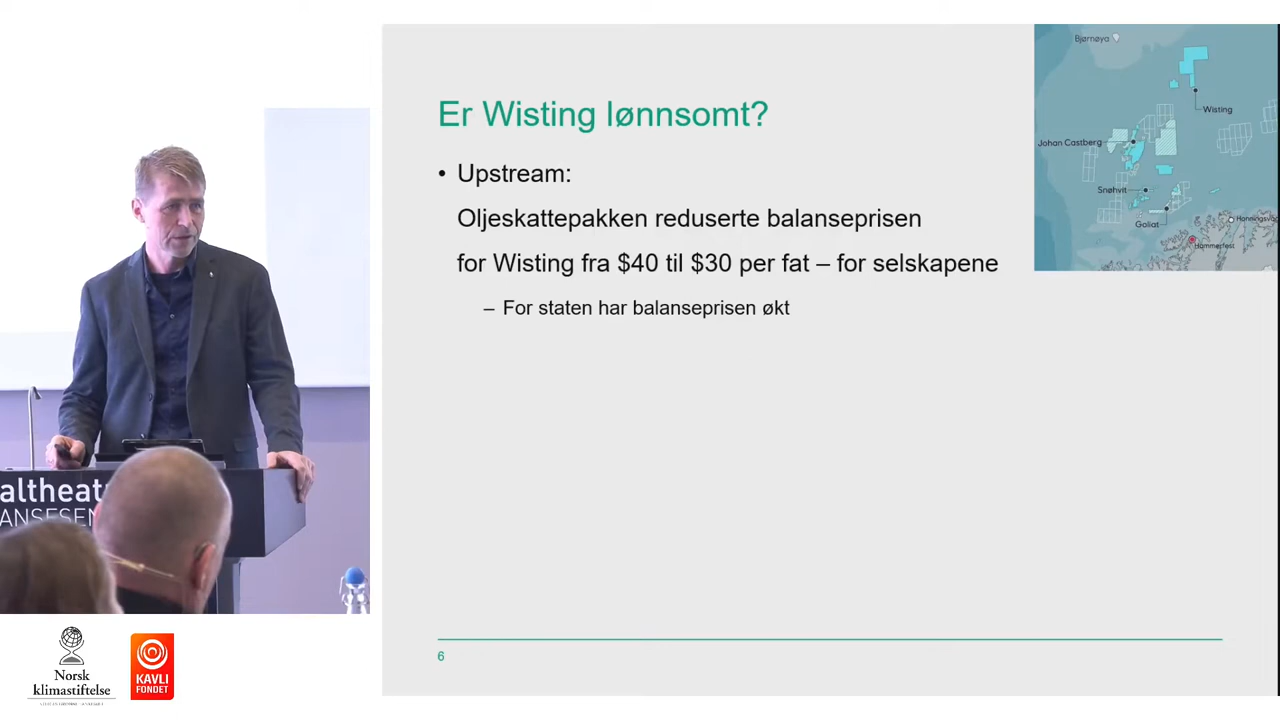 Er Wisting lønnsomt?
• Upstream:
Oljeskattepakken reduserte balanseprisen
for Wisting fra $40 til $30 per fat – for selskapene
– For staten har balanseprisen økt
6
Bjørnøya
Wisting
Johan Castberg
Snøhvit
Goliat
Honningsvåg
Hammerfest
altheat
ANSESEN
Norsk
klimastiftelse
KAVLI
FONDET